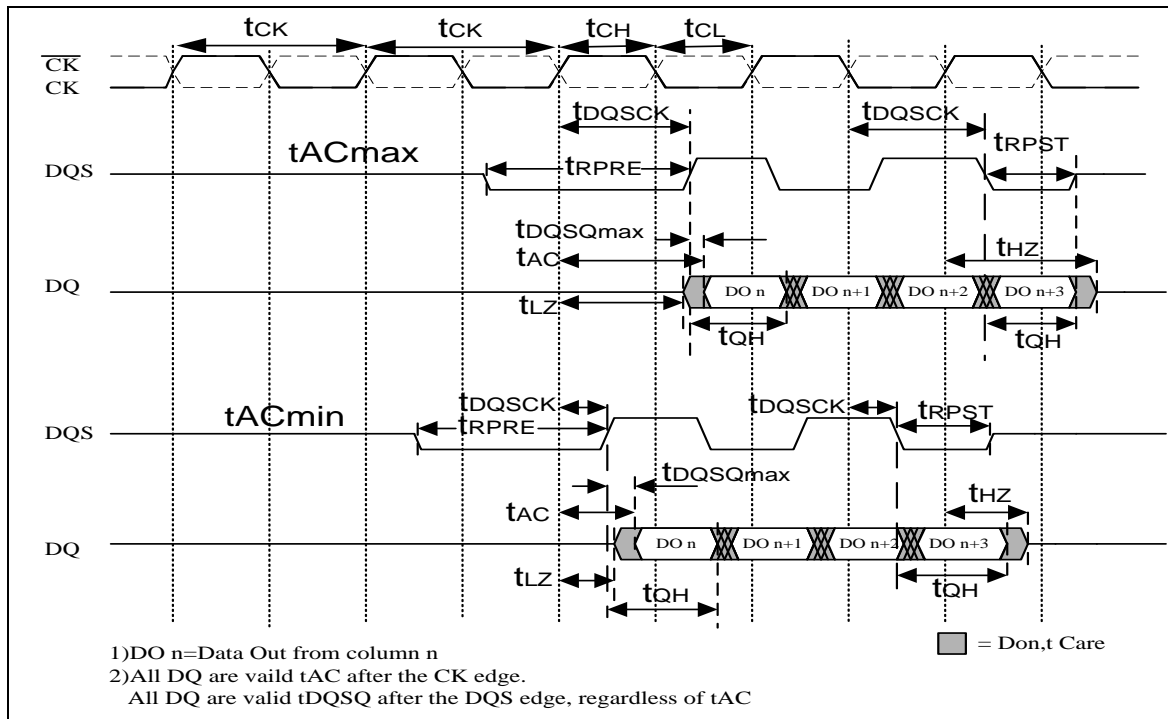 tCK tCK tCH tCL
CK
CK
tDQSCK tDQSCK
tACmax tRPST
DQS tRPRE
tDQSQmax
tAC tHZ
DQ DO n DO n+1 DO n+2 DO n+3
tLZ
tQH tQH
tDQSCK tDQSCK
tACmin tRPST
DQS tRPRE
tDQSQmax
tAC tHZ
DQ DO n DO n+1 DO n+2 DO n+3
tLZ
tQH tQH
1)DO n=Data Out from column n
= Don,t Care
2)All DQ are vaild tAC after the CK edge.
All DQ are valid tDQSQ after the DQS edge, regardless of tAC